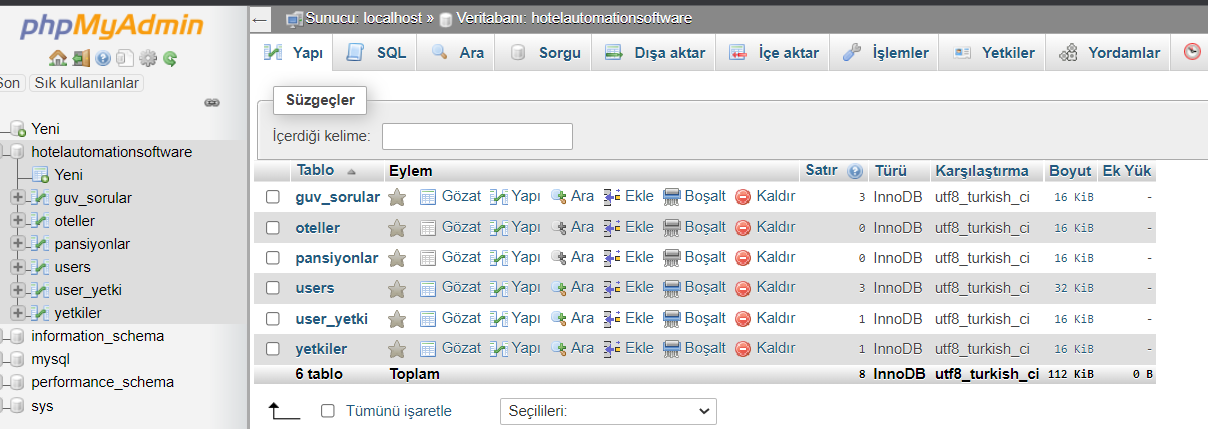 phpMyAdmin
Son Sık kullanılanlar
Yeni
hotelautomationsoftware
Yeni
guv_sorular
oteller
pansiyonlar
users
user_yetki
yetkiler
information_schema
mysql
performance_schema
sys
← Sunucu: localhost » Veritabanı: hotelautomationsoftware
Yapı SQL Ara Sorgu Dışa aktar İçe aktar İşlemler Yetkiler Yordamlar
Süzgeçler
İçerdiği kelime:
Tablo Eylem Satır Türü Karşılaştırma Boyut Ek Yük
guv_sorular Gözat Yapı Ara Ekle Boşalt Kaldır 3 InnoDB utf8_turkish_ci 16 KiB -
oteller Gözat Yapı Ara Ekle Boşalt Kaldır 0 InnoDB utf8_turkish_ci 16 KiB -
pansiyonlar Gözat Yapı Ara Ekle Boşalt Kaldır 0 InnoDB utf8_turkish_ci 16 KiB -
users Gözat Yapı Ara Ekle Boşalt Kaldır 3 InnoDB utf8_turkish_ci 32 KiB -
user_yetki Gözat Yapı Ara Ekle Boşalt Kaldır 1 InnoDB utf8_turkish_ci 16 KiB -
yetkiler Gözat Yapı Ara Ekle Boşalt Kaldır 1 InnoDB utf8_turkish_ci 16 KiB -
6 tablo Toplam 8 InnoDB utf8_turkish_ci 112 KiB 0 B
Tümünü işaretle Seçilileri: